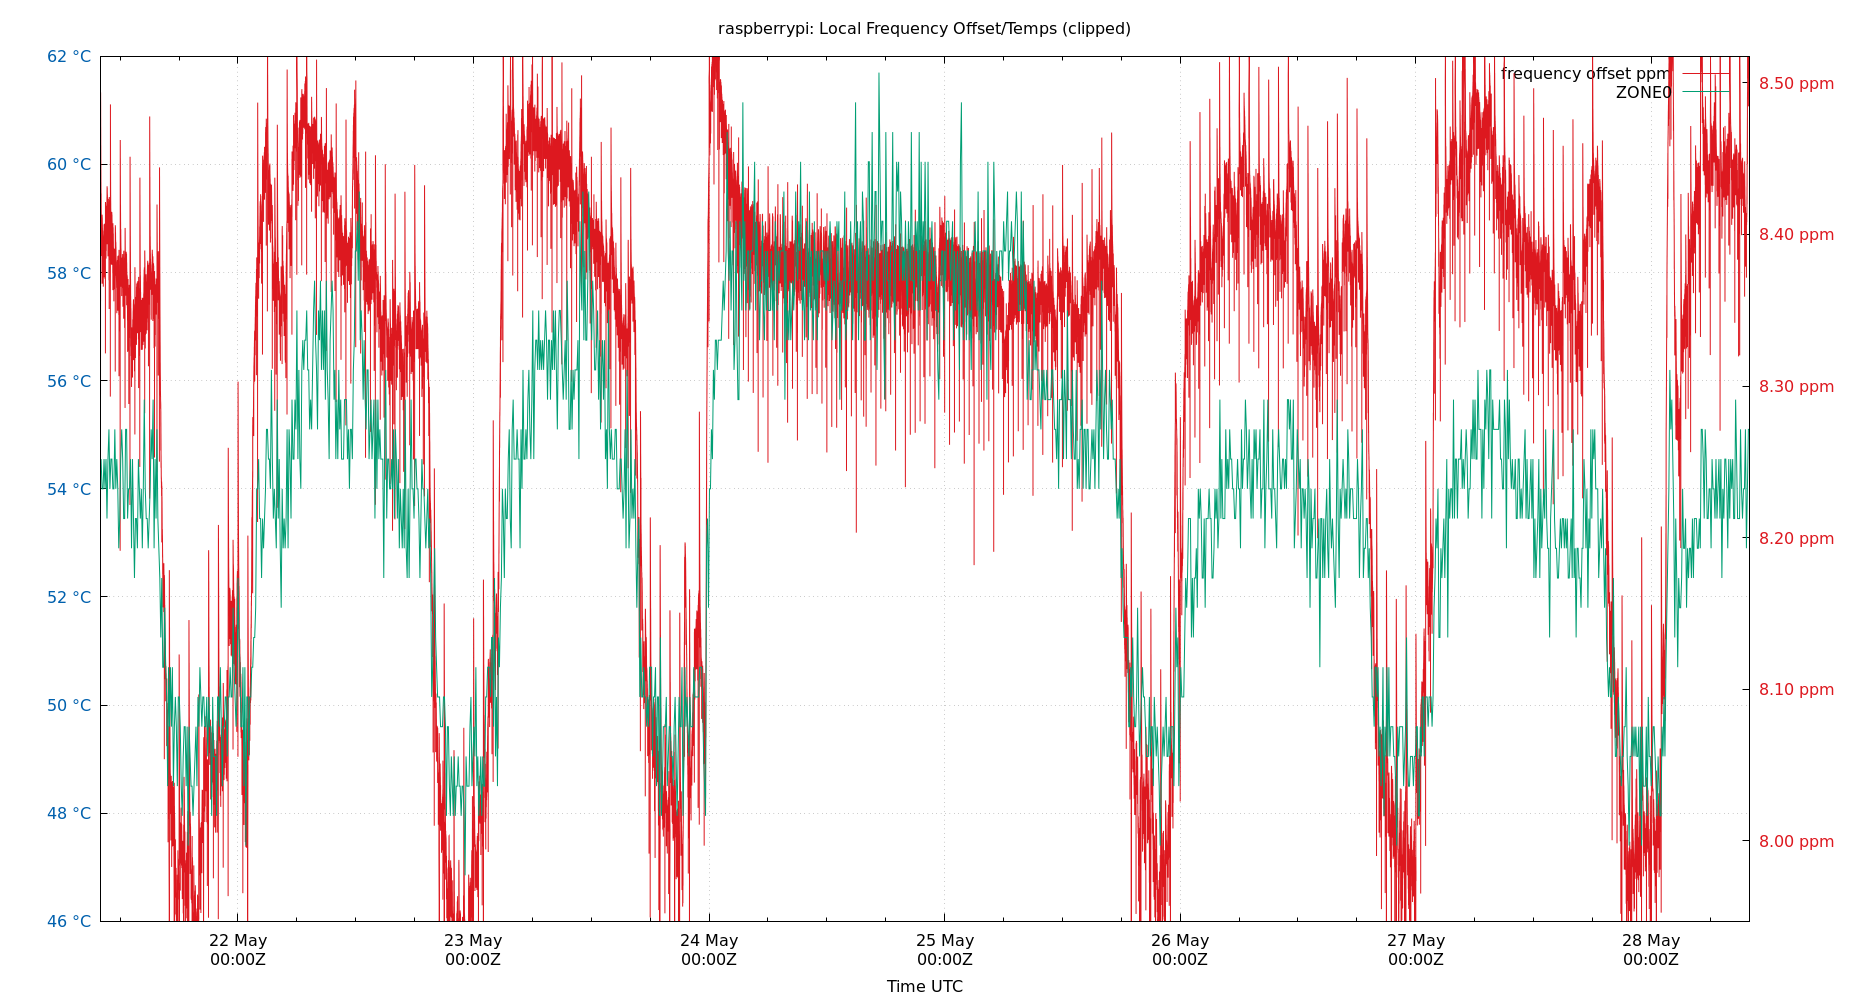 raspberrypi: Local Frequency Offset/Temps (clipped)
62 °C
60 °C
58 °C
56 °C
54 °C
52 °C
50 °C
48 °C
46 °C
frequency offset ppm
ZONE0
8.50 ppm
8.40 ppm
8.30 ppm
8.20 ppm
8.10 ppm
8.00 ppm
22 May 23 May 24 May 25 May 26 May 27 May 28 May
00:00Z 00:00Z 00:00Z 00:00Z 00:00Z 00:00Z 00:00Z
Time UTC